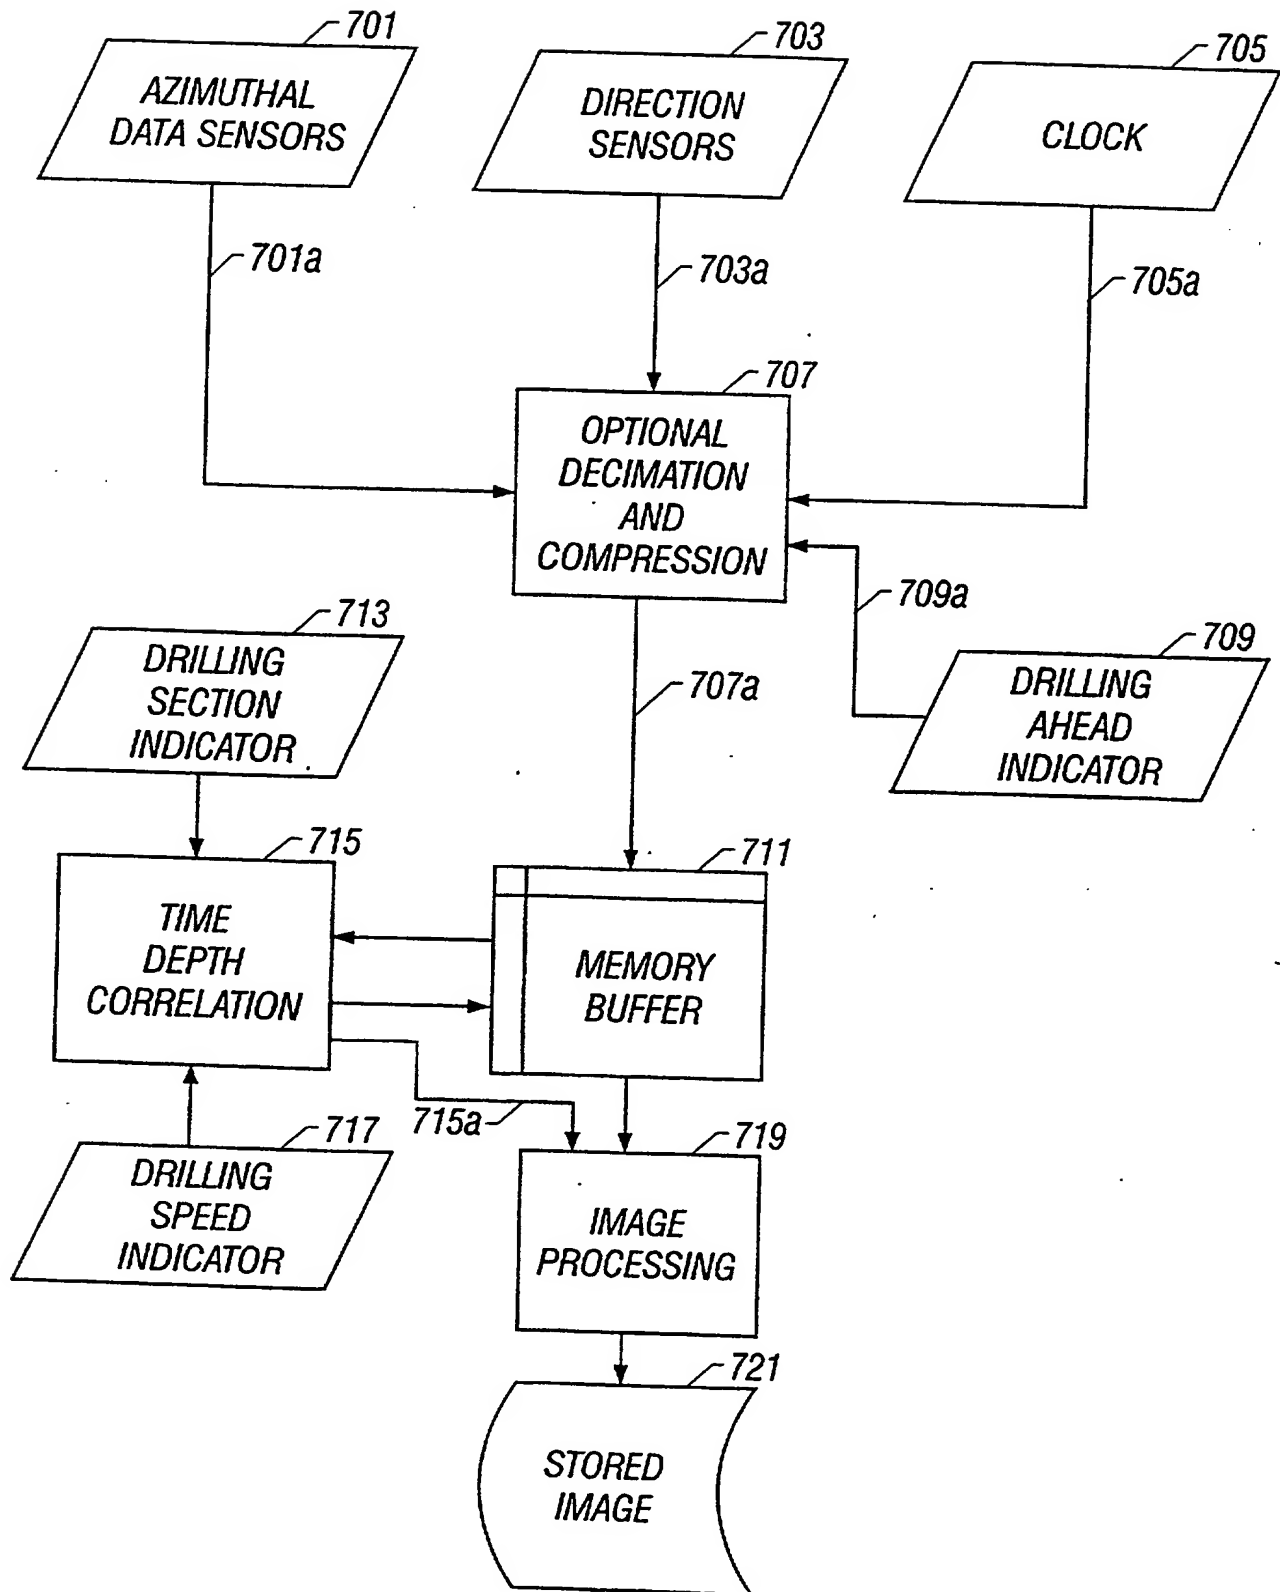 701
AZIMUTHAL
DATA SENSORS
703
DIRECTION
SENSORS
705
CLOCK
701a
703a
705a
707
OPTIONAL
DECIMATION
AND
COMPRESSION
709a
709
DRILLING
AHEAD
INDICATOR
713
DRILLING
SECTION
INDICATOR
707a
715
TIME
DEPTH
CORRELATION
711
MEMORY
BUFFER
715a
717
DRILLING
SPEED
INDICATOR
719
IMAGE
PROCESSING
721
STORED
IMAGE